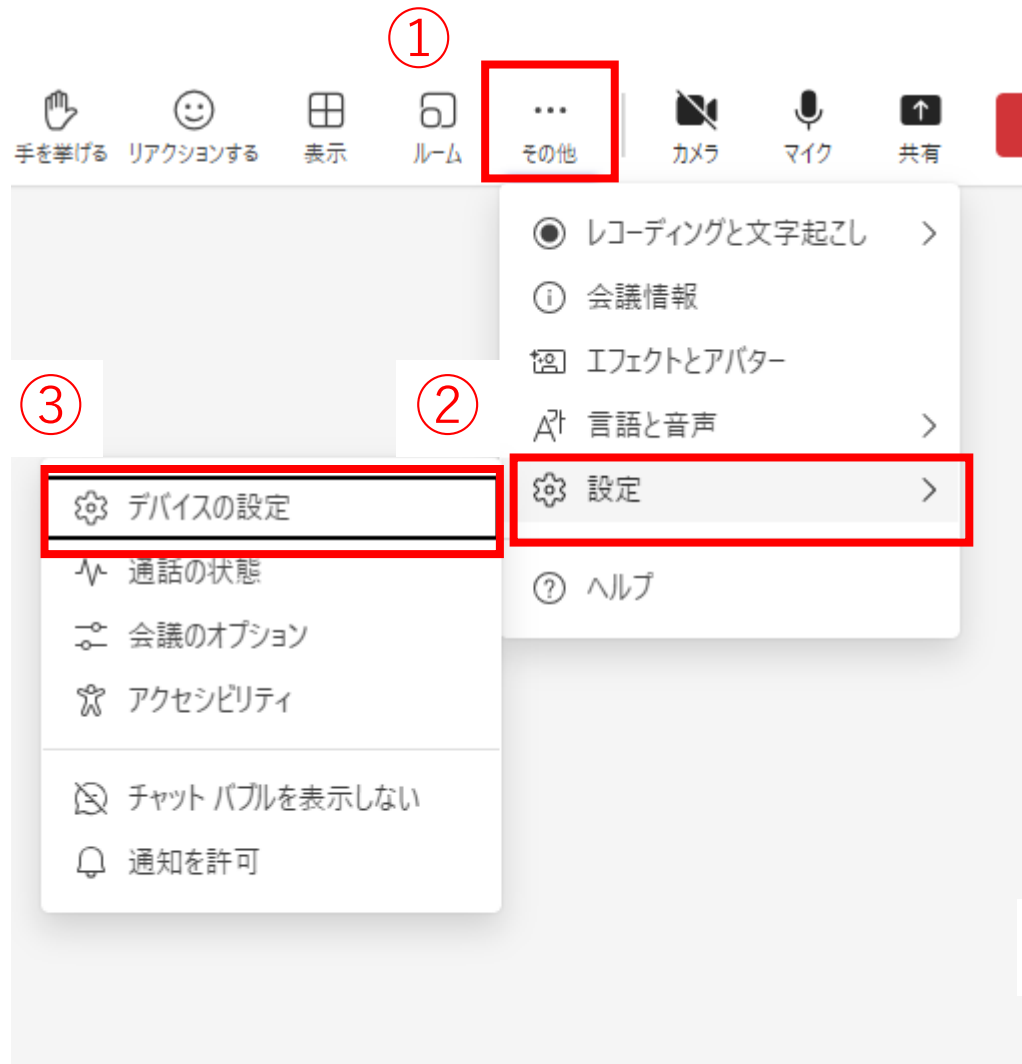 ①
手を挙げる リアクションする 表示 ルーム その他 カメラ マイク 共有
レコーディングと文字起こし
会議情報
エフェクトとアバター
②
言語と音声
設定
ヘルプ
③
デバイスの設定
通話の状態
会議のオプション
アクセシビリティ
チャット バブルを表示しない
通知を許可